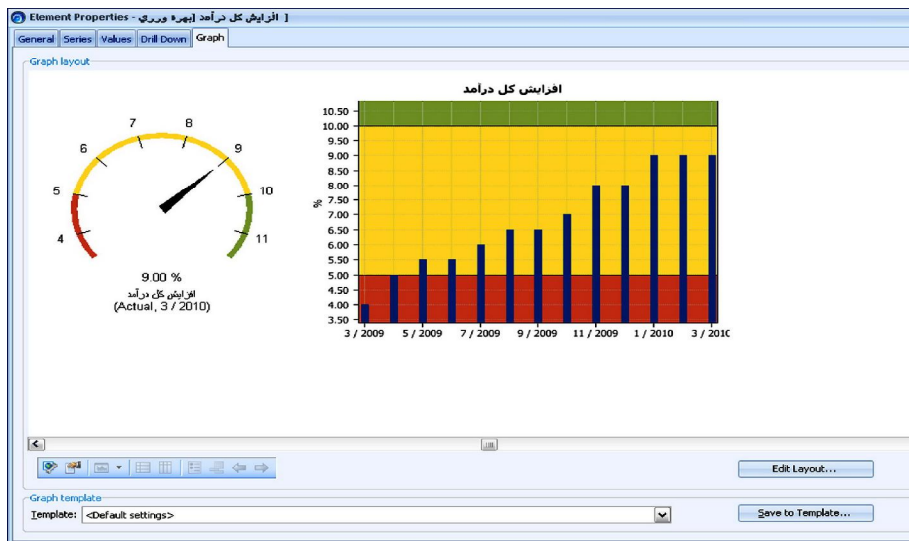 Element Properties - افزايش کل درآمد [بهره وري ]
General Series Values Drill Down Graph
Graph layout
4
5
6
7
8
9
10
11
9.00 %
افزايش کل درآمد
(Actual, 3 / 2010)
افزايش کل درآمد
%
10.50
10.00
9.50
9.00
8.50
8.00
7.50
7.00
6.50
6.00
5.50
5.00
4.50
4.00
3.50
3 / 2009 5 / 2009 7 / 2009 9 / 2009 11 / 2009 1 / 2010 3 / 2010
Edit Layout...
Graph template
Template: <Default settings>
Save to Template...